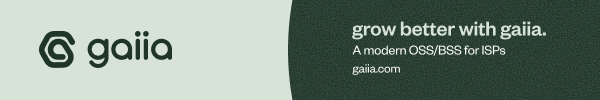 gaiia
grow better with gaiia.
A modern OSS/BSS for ISPs
gaiia.com